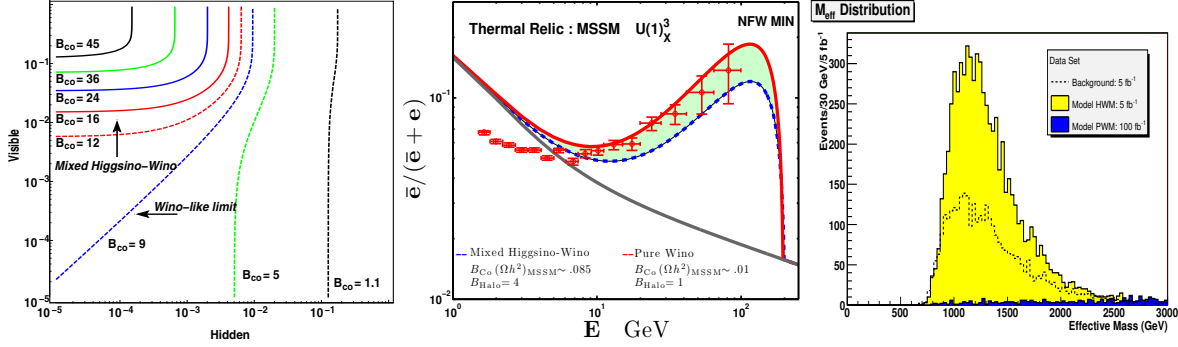 10^-1
10^-2
10^-3
10^-4
10^-5
Visible
B_co = 45
B_co = 36
B_co = 24
B_co = 16
B_co = 12
Mixed Higgsino−Wino
Wino−like limit
B_co = 9
B_co = 5
B_co = 1.1
10^-5 10^-4 10^-3 10^-2 10^-1
Hidden
Thermal Relic : MSSM U(1)_X^3 NFW MIN
ē/(ē + e)
10^-1
10^-2
Mixed Higgsino-Wino
B_Co(Ωh^2)_MSSM ∼ .085
B_Halo = 4
Pure Wino
B_Co(Ωh^2)_MSSM ∼ .01
B_Halo = 1
10^0 10^1 10^2
E GeV
M_eff Distribution
Events/30 GeV/5 fb^-1
300
250
200
150
100
50
0
Data Set
Background: 5 fb^-1
Model HWM: 5 fb^-1
Model PWM: 100 fb^-1
0 500 1000 1500 2000 2500 3000
Effective Mass (GeV)